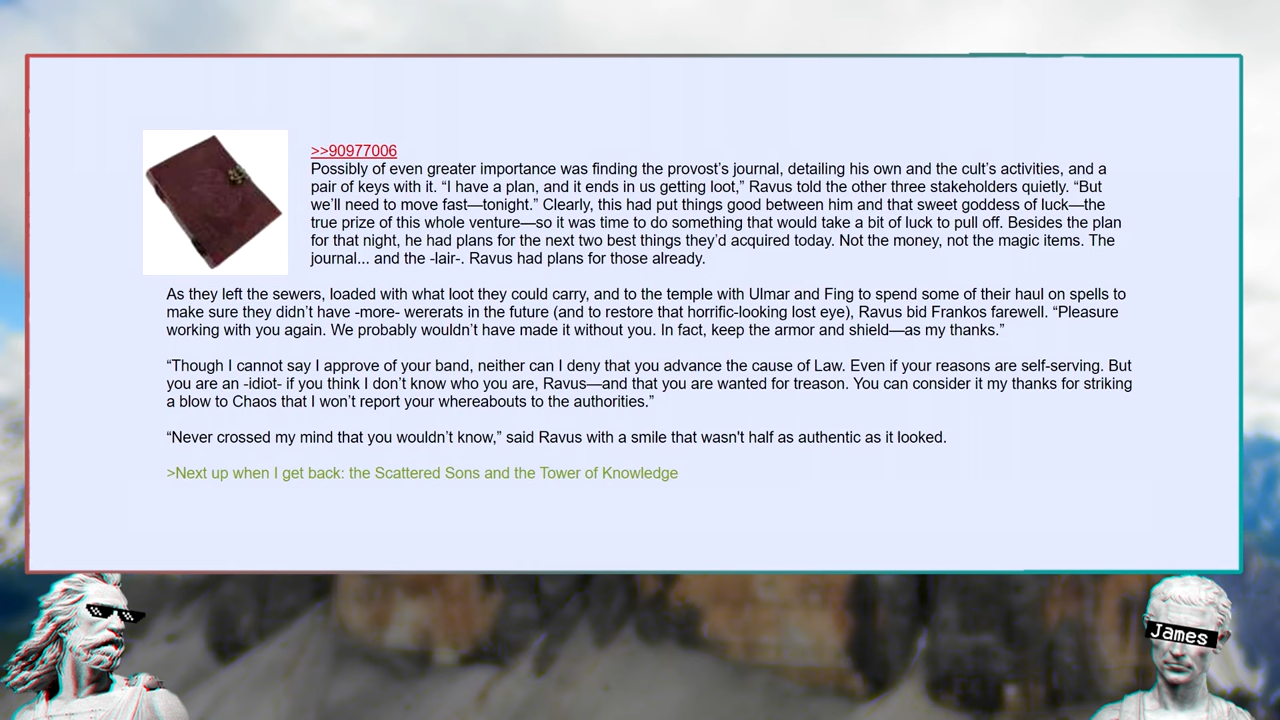 >>90977006
Possibly of even greater importance was finding the provost’s journal, detailing his own and the cult’s activities, and a
pair of keys with it. “I have a plan, and it ends in us getting loot,” Ravus told the other three stakeholders quietly. “But
we’ll need to move fast—tonight.” Clearly, this had put things good between him and that sweet goddess of luck—the
true prize of this whole venture—so it was time to do something that would take a bit of luck to pull off. Besides the plan
for that night, he had plans for the next two best things they’d acquired today. Not the money, not the magic items. The
journal... and the -lair-. Ravus had plans for those already.
As they left the sewers, loaded with what loot they could carry, and to the temple with Ulmar and Fing to spend some of their haul on spells to
make sure they didn’t have -more- wererats in the future (and to restore that horrific-looking lost eye), Ravus bid Frankos farewell. “Pleasure
working with you again. We probably wouldn’t have made it without you. In fact, keep the armor and shield—as my thanks.”
“Though I cannot say I approve of your band, neither can I deny that you advance the cause of Law. Even if your reasons are self-serving. But
you are an -idiot- if you think I don’t know who you are, Ravus—and that you are wanted for treason. You can consider it my thanks for striking
a blow to Chaos that I won’t report your whereabouts to the authorities.”
“Never crossed my mind that you wouldn’t know,” said Ravus with a smile that wasn't half as authentic as it looked.
>Next up when I get back: the Scattered Sons and the Tower of Knowledge
James